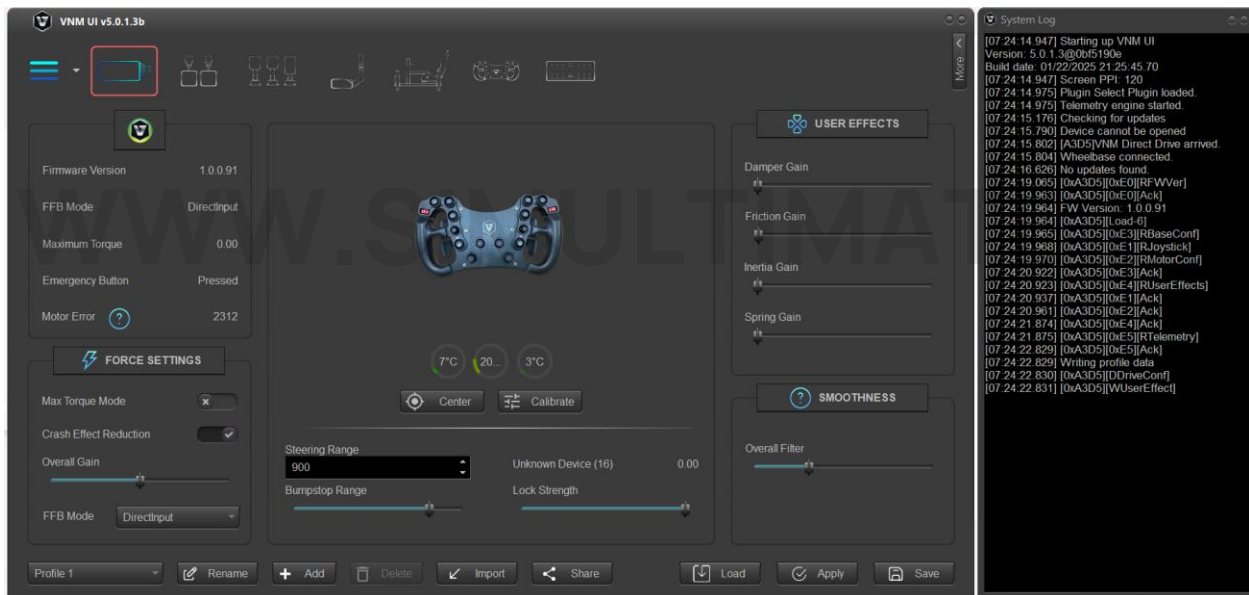 VNM UI v5.0.1.3b
More
Firmware Version 1.0.0.91
FFB Mode DirectInput
Maximum Torque 0.00
Emergency Button Pressed
Motor Error ? 2312
FORCE SETTINGS
Max Torque Mode
Crash Effect Reduction
Overall Gain
FFB Mode DirectInput
WWW.SIMULTIMAT
7°C 20... 3°C
Center Calibrate
Steering Range
900
Unknown Device (16) 0.00
Bumpstop Range Lock Strength
USER EFFECTS
Damper Gain
Friction Gain
Inertia Gain
Spring Gain
? SMOOTHNESS
Overall Filter
Profile 1 Rename Add Delete Import Share Load Apply Save
System Log
[07:24:14.947] Starting up VNM UI
Version: 5.0.1.3@0bf5190e
Build date: 01/22/2025 21:25:45.70
[07:24:14.947] Screen PPI: 120
[07:24:14.975] Plugin Select Plugin loaded.
[07:24:14.975] Telemetry engine started.
[07:24:15.176] Checking for updates
[07:24:15.790] Device cannot be opened
[07:24:15.802] [A3D5]VNM Direct Drive arrived.
[07:24:15.804] Wheelbase connected.
[07:24:16.626] No updates found.
[07:24:19.065] [0xA3D5][0xE0][RFWVer]
[07:24:19.963] [0xA3D5][0xE0][Ack]
[07:24:19.964] FW Version: 1.0.0.91
[07:24:19.964] [0xA3D5][Load-6]
[07:24:19.965] [0xA3D5][0xE3][RBaseConf]
[07:24:19.968] [0xA3D5][0xE1][RJoystick]
[07:24:19.970] [0xA3D5][0xE2][RMotorConf]
[07:24:20.922] [0xA3D5][0xE3][Ack]
[07:24:20.923] [0xA3D5][0xE4][RUserEffects]
[07:24:20.937] [0xA3D5][0xE1][Ack]
[07:24:20.961] [0xA3D5][0xE2][Ack]
[07:24:21.874] [0xA3D5][0xE4][Ack]
[07:24:21.875] [0xA3D5][0xE5][RTelemetry]
[07:24:22.829] [0xA3D5][0xE5][Ack]
[07:24:22.829] Writing profile data
[07:24:22.830] [0xA3D5][DDriveConf]
[07:24:22.831] [0xA3D5][WUserEffect]